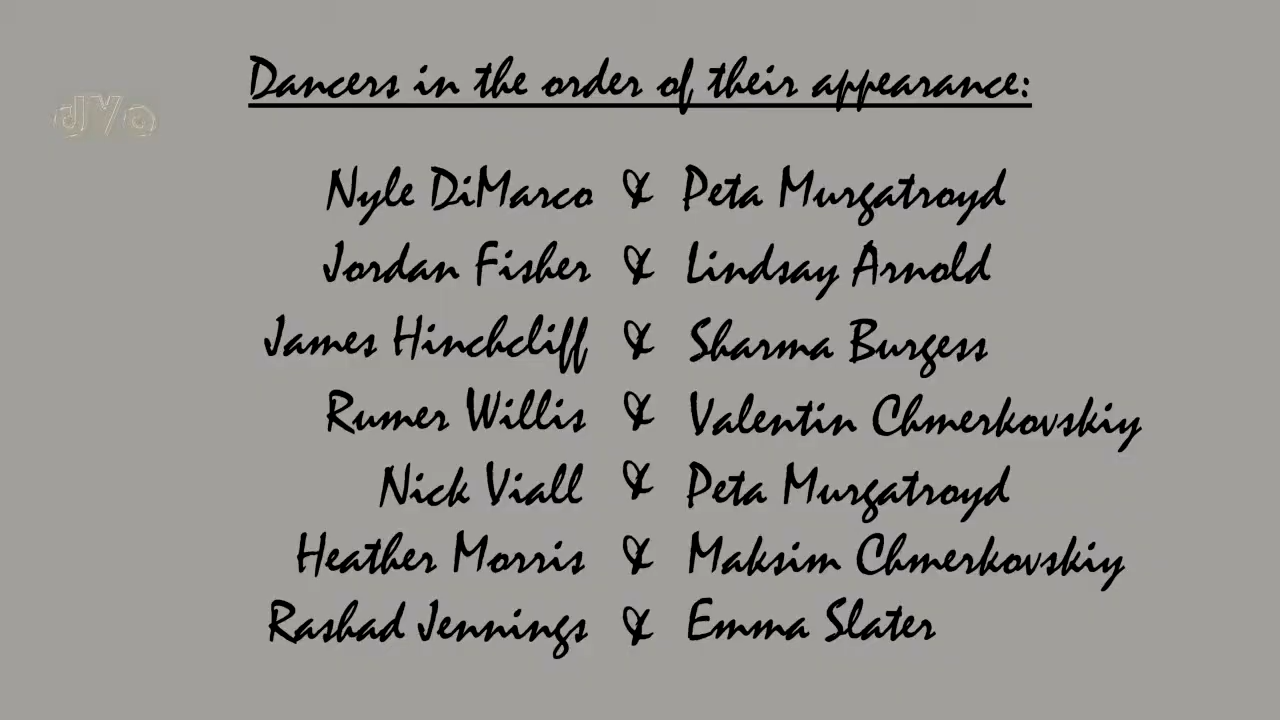 Dancers in the order of their appearance:
Nyle DiMarco & Peta Murgatroyd
Jordan Fisher & Lindsay Arnold
James Hinchcliff & Sharma Burgess
Rumer Willis & Valentin Chmerkovskiy
Nick Viall & Peta Murgatroyd
Heather Morris & Maksim Chmerkovskiy
Rashad Jennings & Emma Slater